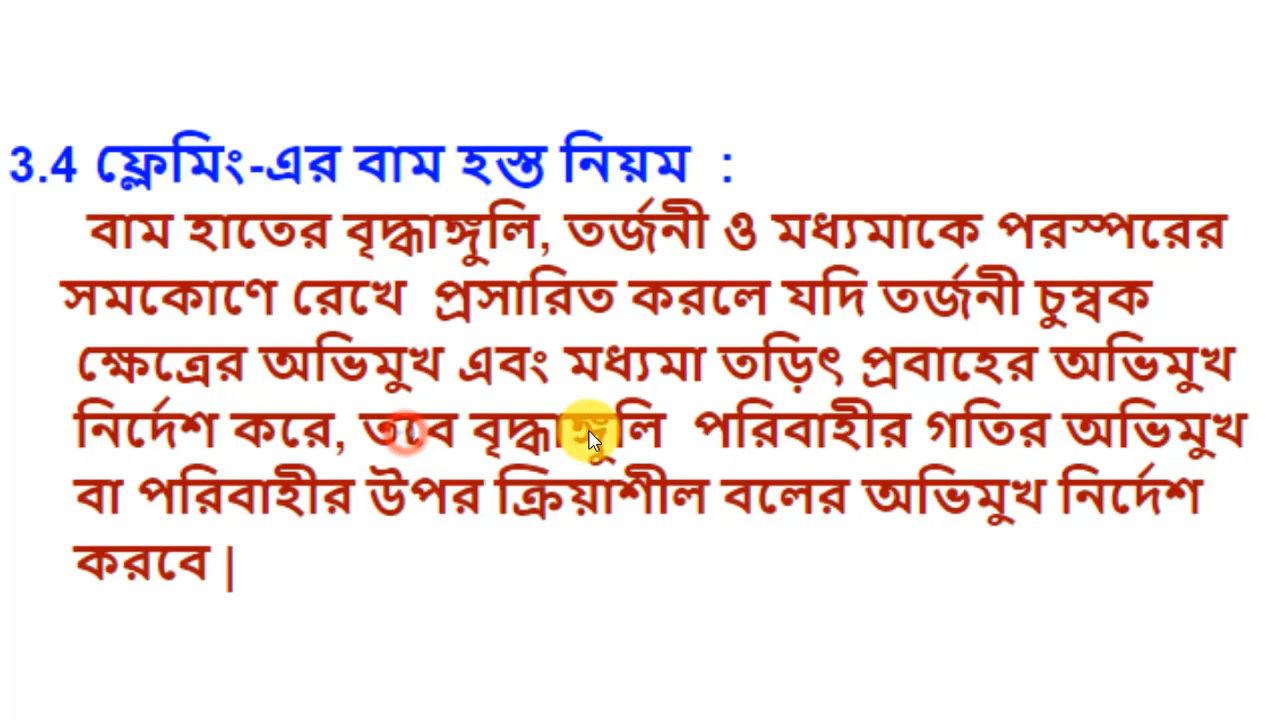 3.4 ফ্লেমিং-এর বাম হস্ত নিয়ম :
বাম হাতের বৃদ্ধাঙ্গুলি, তর্জনী ও মধ্যমাকে পরস্পরের
সমকোণে রেখে প্রসারিত করলে যদি তর্জনী চুম্বক
ক্ষেত্রের অভিমুখ এবং মধ্যমা তড়িৎ প্রবাহের অভিমুখ
নির্দেশ করে, তবে বৃদ্ধাঙ্গুলি পরিবাহীর গতির অভিমুখ
বা পরিবাহীর উপর ক্রিয়াশীল বলের অভিমুখ নির্দেশ
করবে |